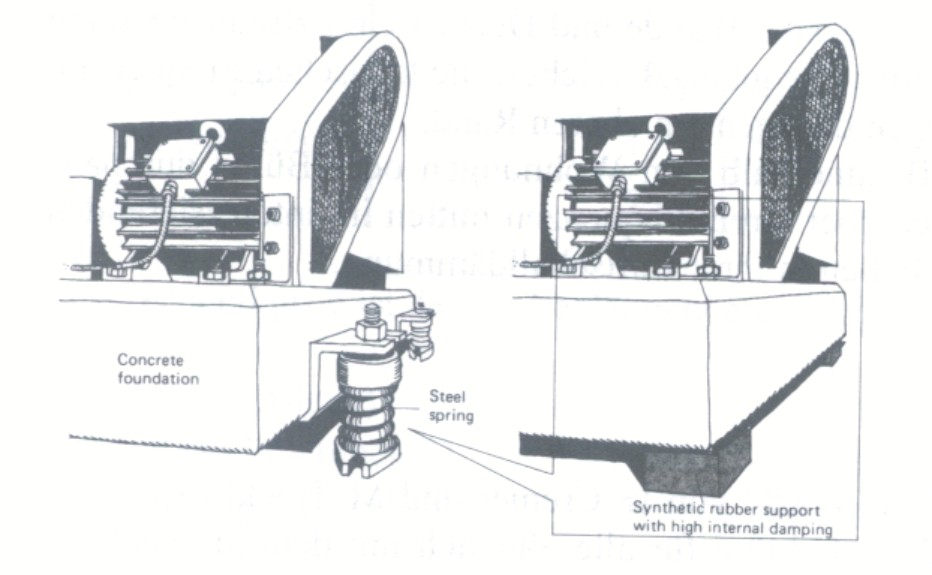 Concrete
foundation
Steel
spring
Synthetic rubber support
with high internal damping